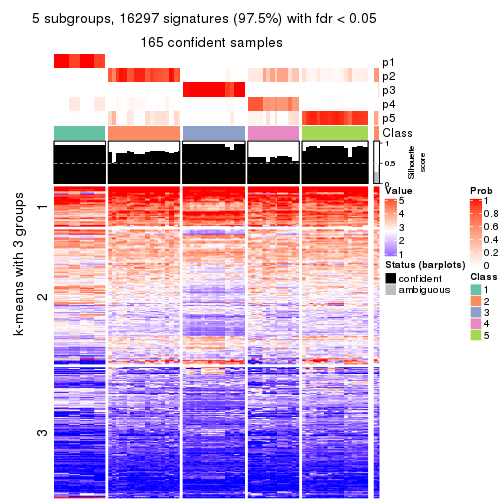 5 subgroups, 16297 signatures (97.5%) with fdr < 0.05
165 confident samples
p1
p2
p3
p4
p5
Class
1
0.5
0
Silhouette
score
k-means with 3 groups
1
2
3
Value
5
4
3
2
1
Status (barplots)
confident
ambiguous
Prob
1
0.8
0.6
0.4
0.2
0
Class
1
2
3
4
5